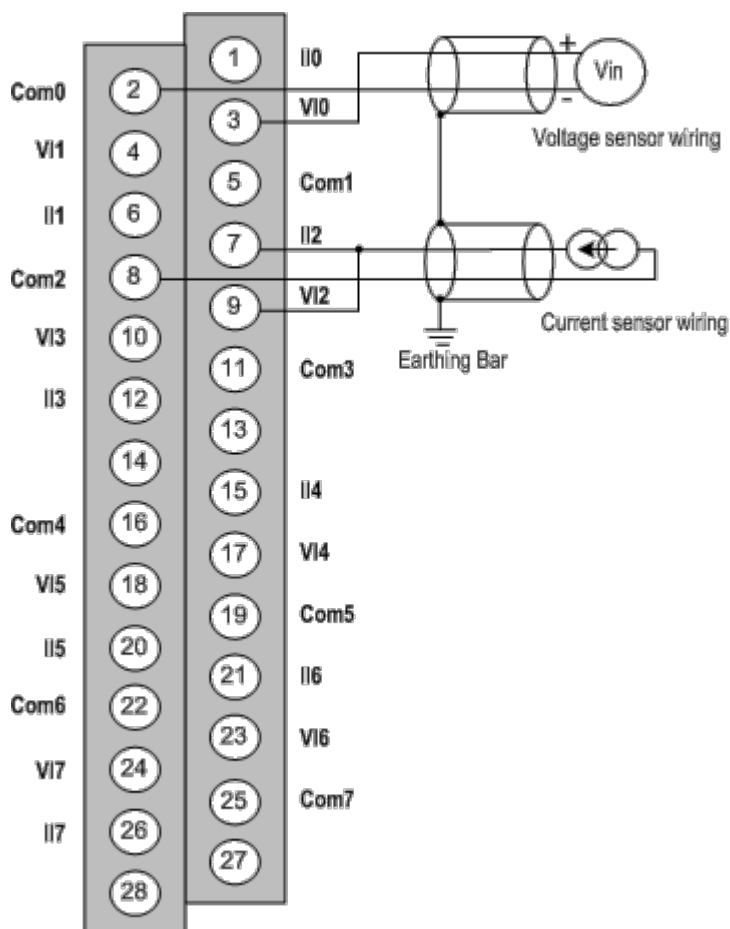 1 II0
Com0 2
3 VI0
VI1 4
5 Com1
II1 6
7 II2
Com2 8
9 VI2
VI3 10
11 Com3
II3 12
13
14
15 II4
Com4 16
17 VI4
VI5 18
19 Com5
II5 20
21 II6
Com6 22
23 VI6
VI7 24
25 Com7
II7 26
27
28
+
Vin
-
Voltage sensor wiring
Current sensor wiring
Earthing Bar